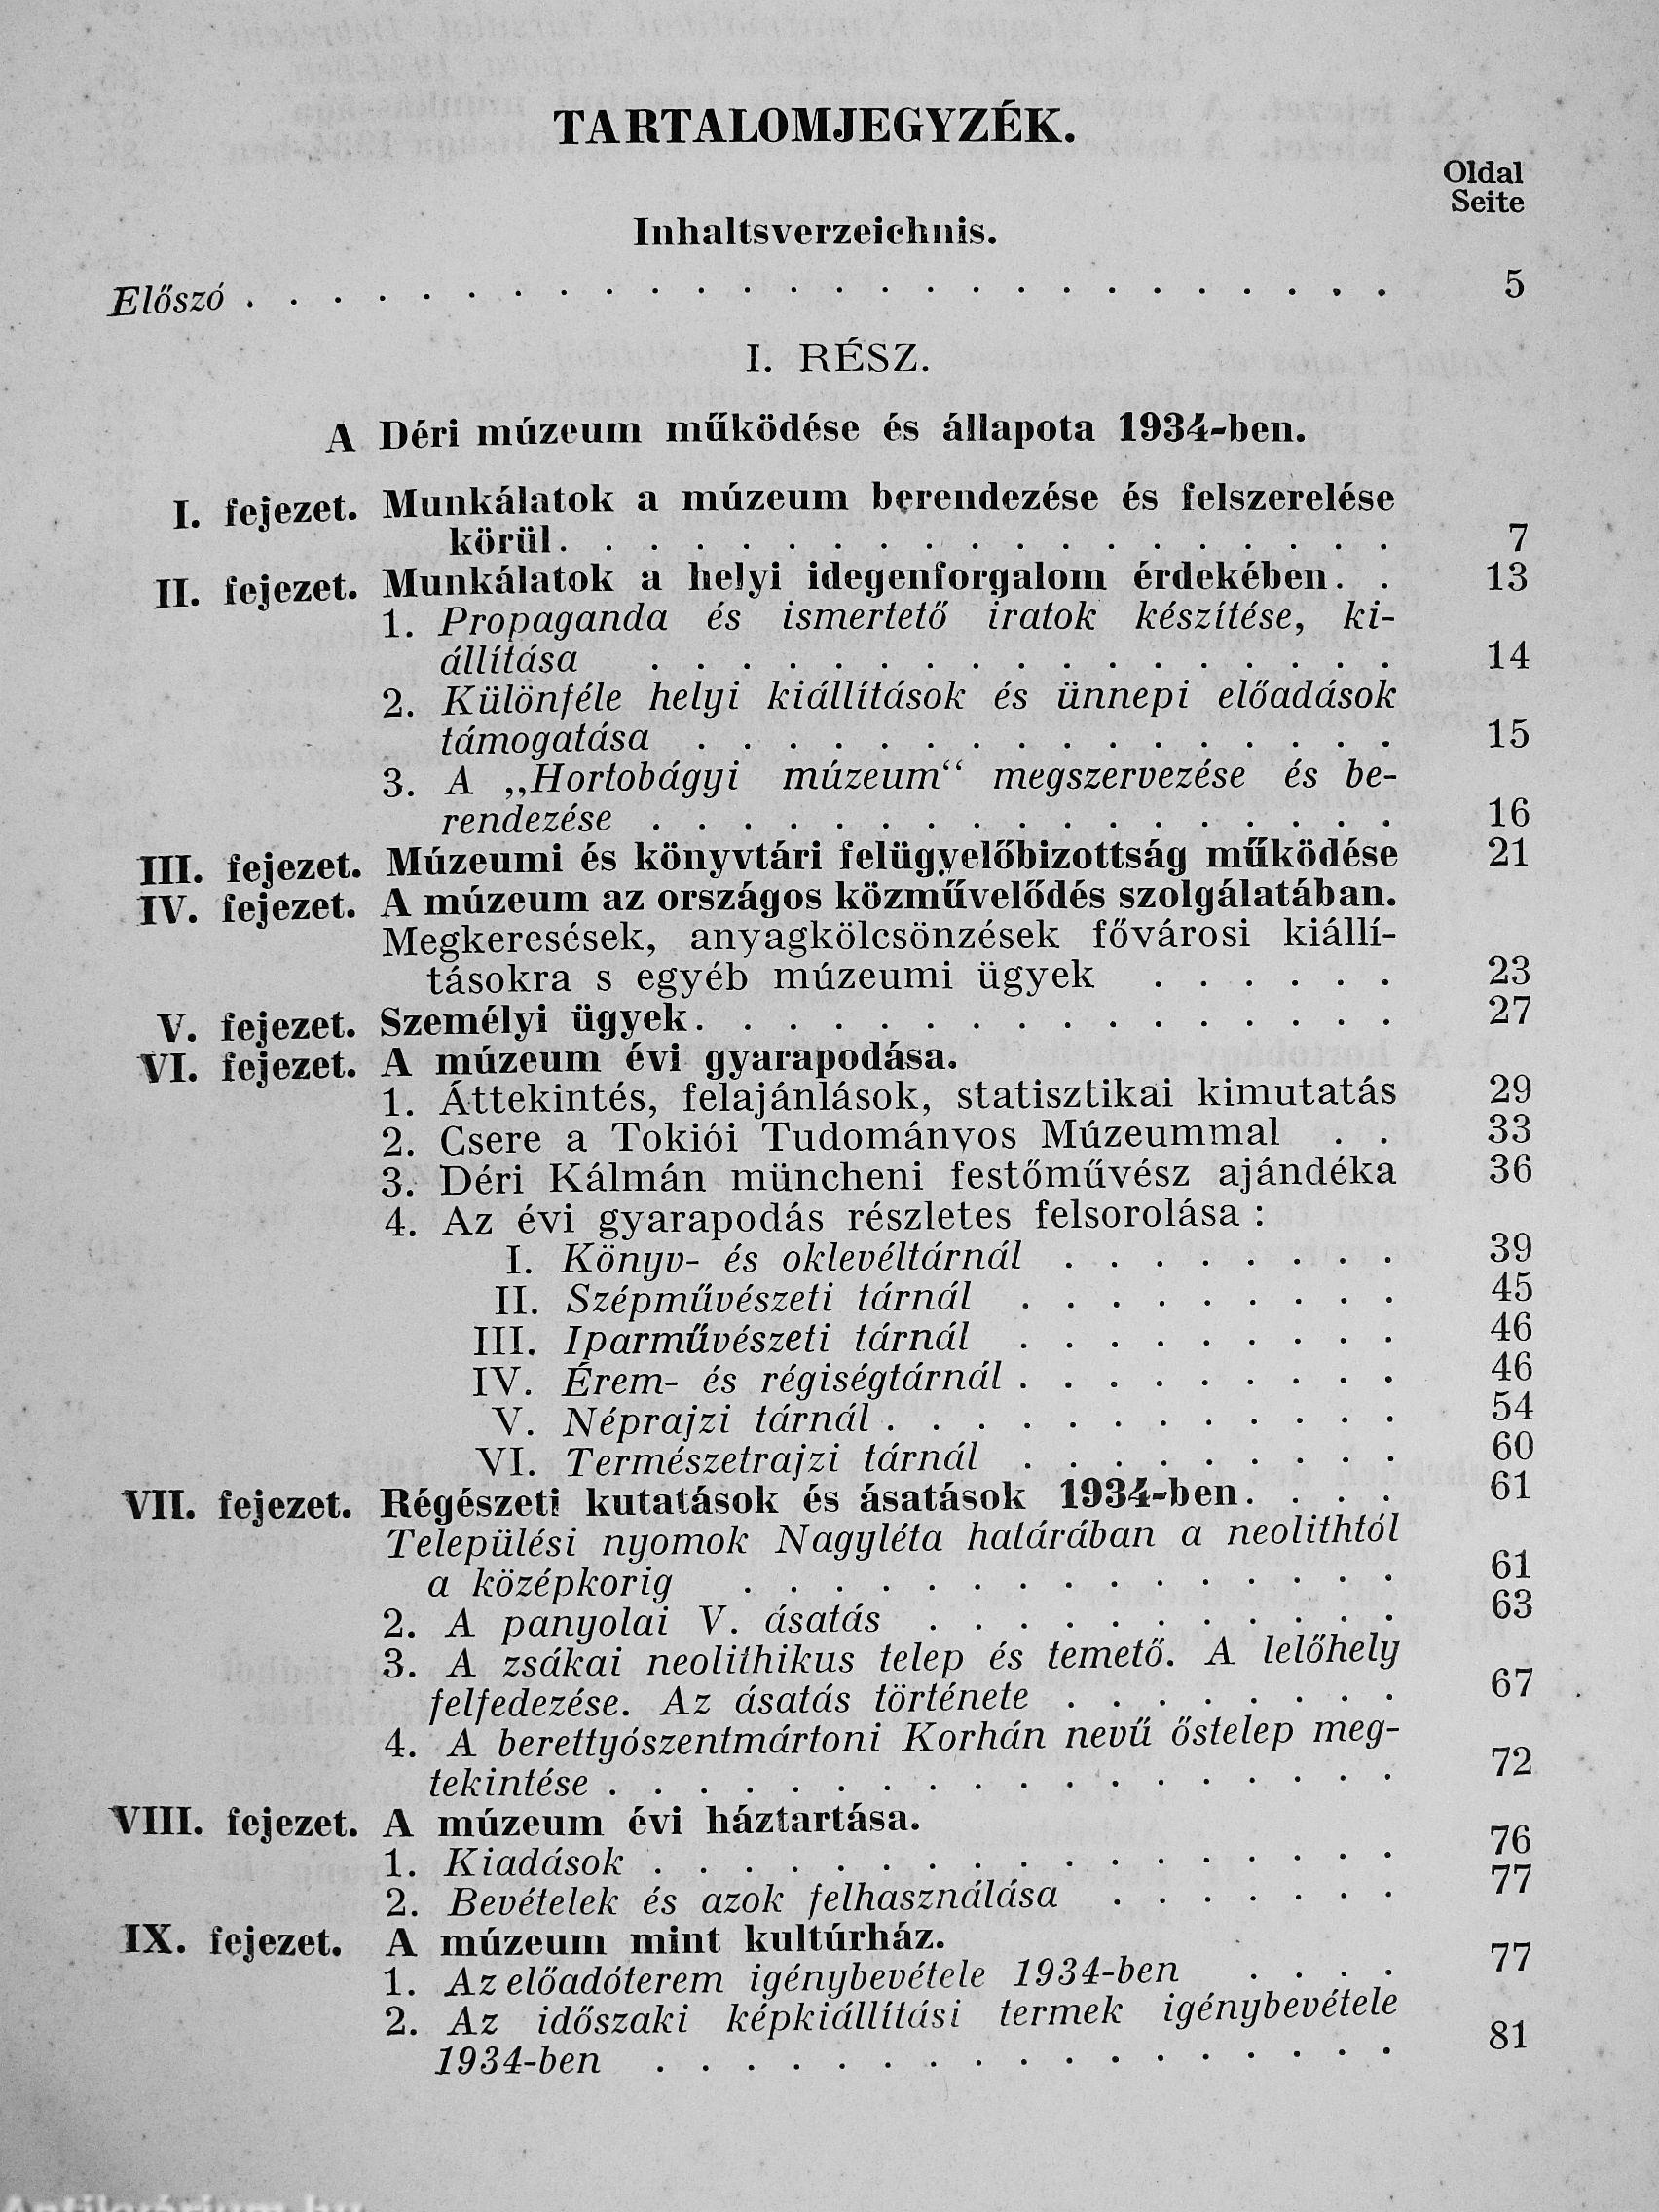 TARTALOMJEGYZÉK.
Oldal
Seite
Inhaltsverzeichnis.
Előszó . . . . . . . . . . . . . . . . . . . . . . . . . . 5
I. RÉSZ.
A Déri múzeum működése és állapota 1934-ben.
I. fejezet. Munkálatok a múzeum berendezése és felszerelése
körül. . . . . . . . . . . . . . . . . . . 7
II. fejezet. Munkálatok a helyi idegenforgalom érdekében. . 13
1. Propaganda és ismertető iratok készítése, ki-
állítása . . . . . . . . . . . . . . . . . 14
2. Különféle helyi kiállítások és ünnepi előadások
támogatása . . . . . . . . . . . . . . . . 15
3. A „Hortobágyi múzeum“ megszervezése és be-
rendezése . . . . . . . . . . . . . . . . . 16
III. fejezet. Múzeumi és könyvtári felügyelőbizottság működése 21
IV. fejezet. A múzeum az országos közművelődés szolgálatában.
Megkeresések, anyagkölcsönzések fővárosi kiállí-
tásokra s egyéb múzeumi ügyek . . . . . . 23
V. fejezet. Személyi ügyek. . . . . . . . . . . . . . . . 27
VI. fejezet. A múzeum évi gyarapodása.
1. Áttekintés, felajánlások, statisztikai kimutatás 29
2. Csere a Tokiói Tudományos Múzeummal . . 33
3. Déri Kálmán müncheni festőművész ajándéka 36
4. Az évi gyarapodás részletes felsorolása :
I. Könyv- és oklevéltárnál . . . . . . . . 39
II. Szépművészeti tárnál . . . . . . . . . 45
III. Iparművészeti tárnál . . . . . . . . . 46
IV. Érem- és régiségtárnál . . . . . . . . . 46
V. Néprajzi tárnál . . . . . . . . . . . . 54
VI. Természetrajzi tárnál . . . . . . . . . 60
VII. fejezet. Régészeti kutatások és ásatások 1934-ben. . . . 61
Települési nyomok Nagyléta határában a neolithtól
a középkorig . . . . . . . . . . . . . . . 61
2. A panyolai V. ásatás . . . . . . . . . . . 63
3. A zsákai neolithikus telep és temető. A lelőhely
felfedezése. Az ásatás története . . . . . . . . 67
4. A berettyószentmártoni Korhán nevű őstelep meg-
tekintése . . . . . . . . . . . . . . . . . . 72
VIII. fejezet. A múzeum évi háztartása.
1. Kiadások . . . . . . . . . . . . . . . . . 76
2. Bevételek és azok felhasználása . . . . . . . 77
IX. fejezet. A múzeum mint kultúrház.
1. Az előadóterem igénybevétele 1934-ben . . . . 77
2. Az időszaki képkiállítási termek igénybevétele
1934-ben . . . . . . . . . . . . . . . . . 81